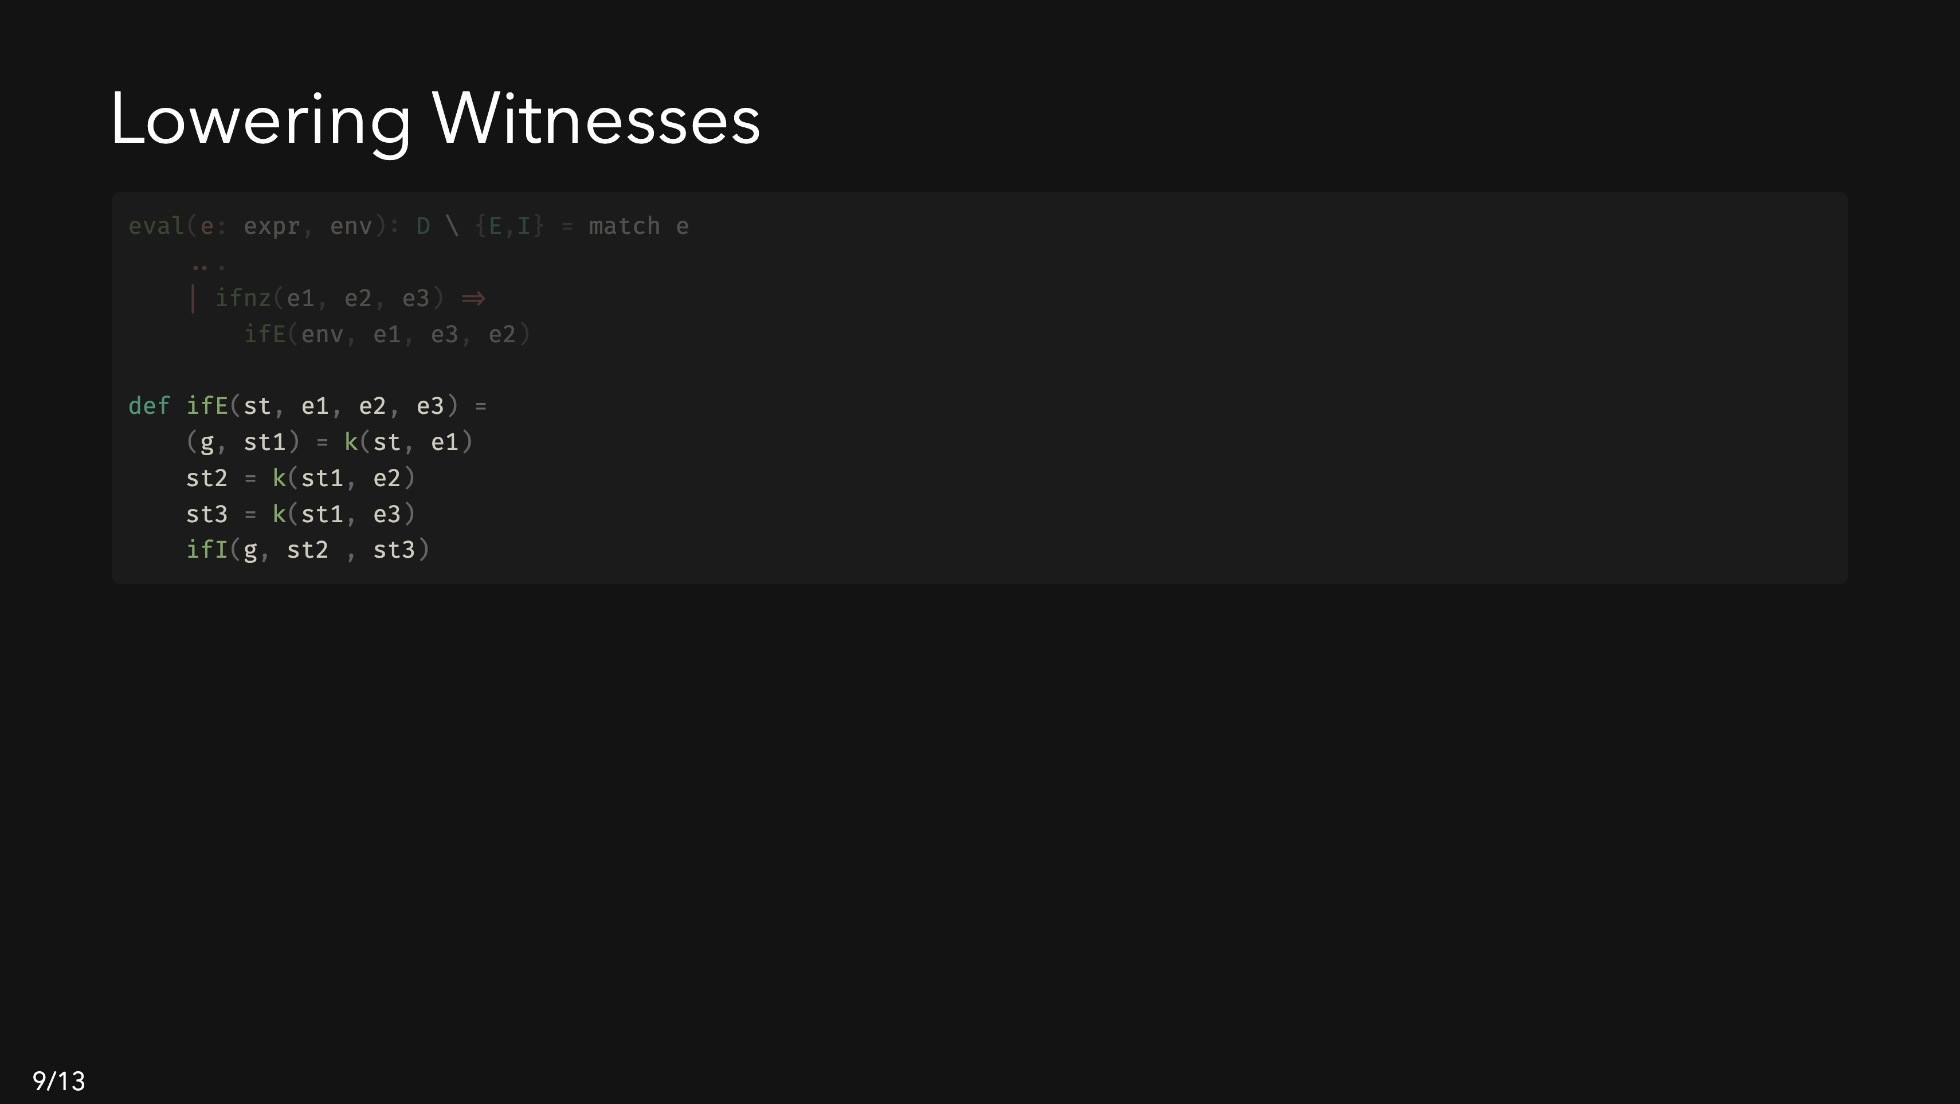 Lowering Witnesses
eval(e: expr, env): D \ {E,I} = match e
...
| ifnz(e1, e2, e3) ⇒
ifE(env, e1, e3, e2)
def ifE(st, e1, e2, e3) =
(g, st1) = k(st, e1)
st2 = k(st1, e2)
st3 = k(st1, e3)
ifI(g, st2 , st3)
9/13